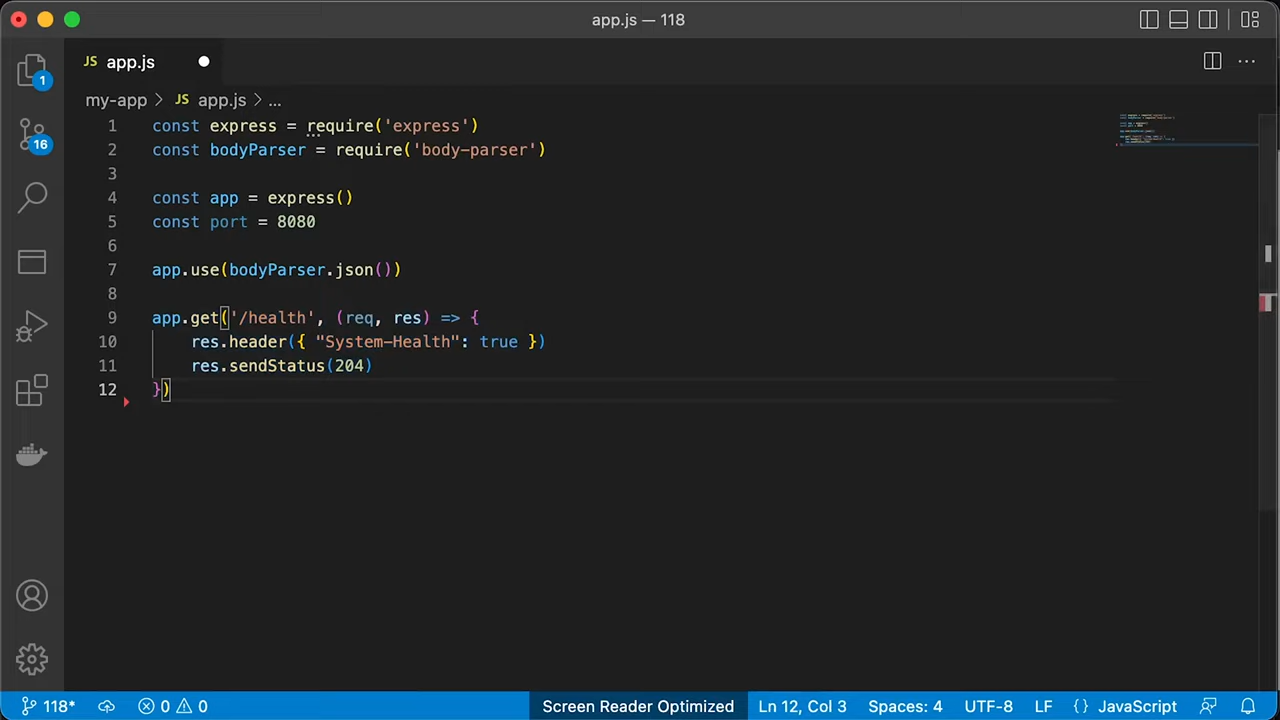 app.js — 118
JS app.js
1
my-app > JS app.js > ...
1 const express = require('express')
2 const bodyParser = require('body-parser')
3
4 const app = express()
5 const port = 8080
6
7 app.use(bodyParser.json())
8
9 app.get('/health', (req, res) => {
10 res.header({ "System-Health": true })
11 res.sendStatus(204)
12 })
16
118* 0 0 Screen Reader Optimized Ln 12, Col 3 Spaces: 4 UTF-8 LF {} JavaScript